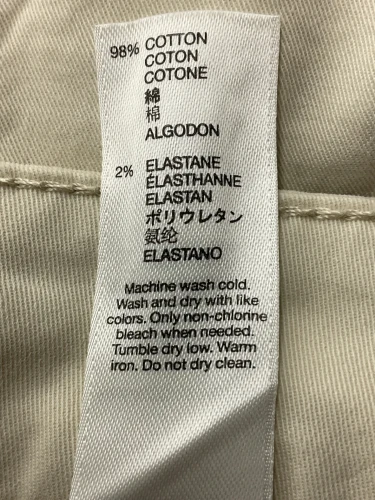 98% COTTON
COTON
COTONE
綿
棉
ALGODON
2% ELASTANE
ÉLASTHANNE
ELASTAN
ポリウレタン
氨纶
ELASTANO
Machine wash cold.
Wash and dry with like
colors. Only non-chlorine
bleach when needed.
Tumble dry low. Warm
iron. Do not dry clean.